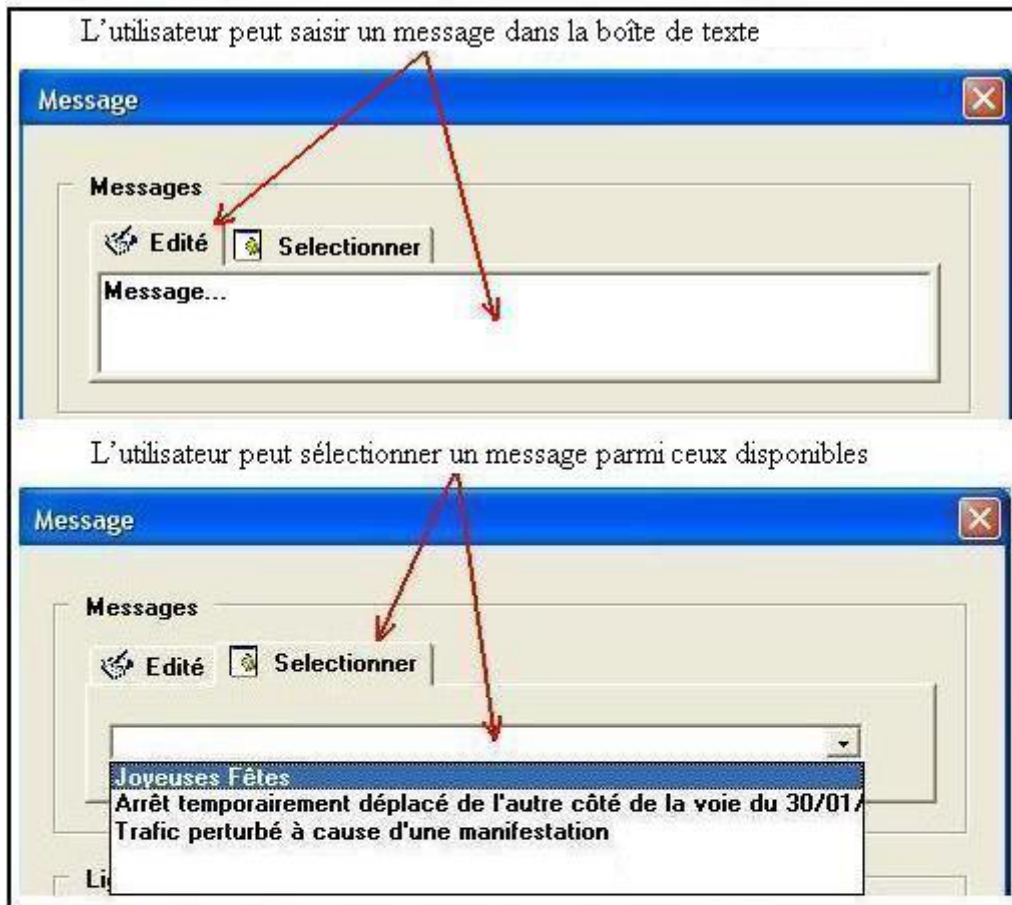 L'utilisateur peut saisir un message dans la boîte de texte
Message
Messages
Edité Selectionner
Message...
L'utilisateur peut sélectionner un message parmi ceux disponibles
Message
Messages
Edité Selectionner
Joyeuses Fêtes
Arrêt temporairement déplacé de l'autre côté de la voie du 30/01/
Trafic perturbé à cause d'une manifestation